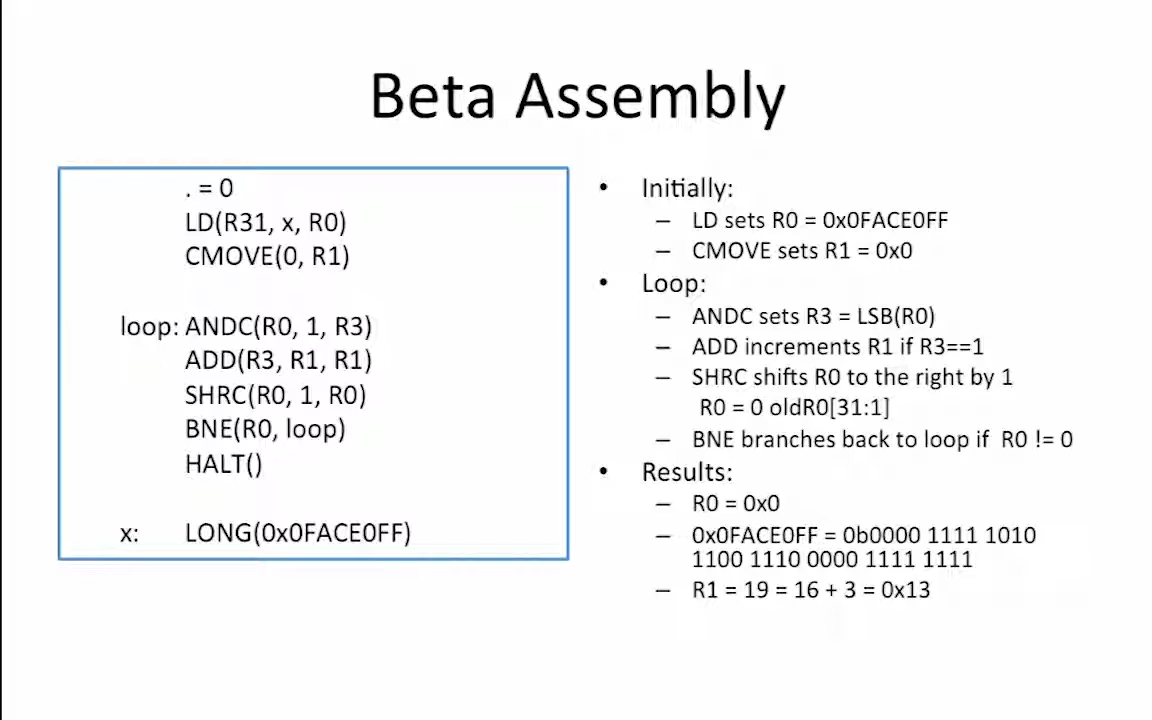 Beta Assembly
. = 0
LD(R31, x, R0)
CMOVE(0, R1)
loop: ANDC(R0, 1, R3)
ADD(R3, R1, R1)
SHRC(R0, 1, R0)
BNE(R0, loop)
HALT()
x: LONG(0x0FACE0FF)
• Initially:
– LD sets R0 = 0x0FACE0FF
– CMOVE sets R1 = 0x0
• Loop:
– ANDC sets R3 = LSB(R0)
– ADD increments R1 if R3==1
– SHRC shifts R0 to the right by 1
R0 = 0 oldR0[31:1]
– BNE branches back to loop if R0 != 0
• Results:
– R0 = 0x0
– 0x0FACE0FF = 0b0000 1111 1010
1100 1110 0000 1111 1111
– R1 = 19 = 16 + 3 = 0x13